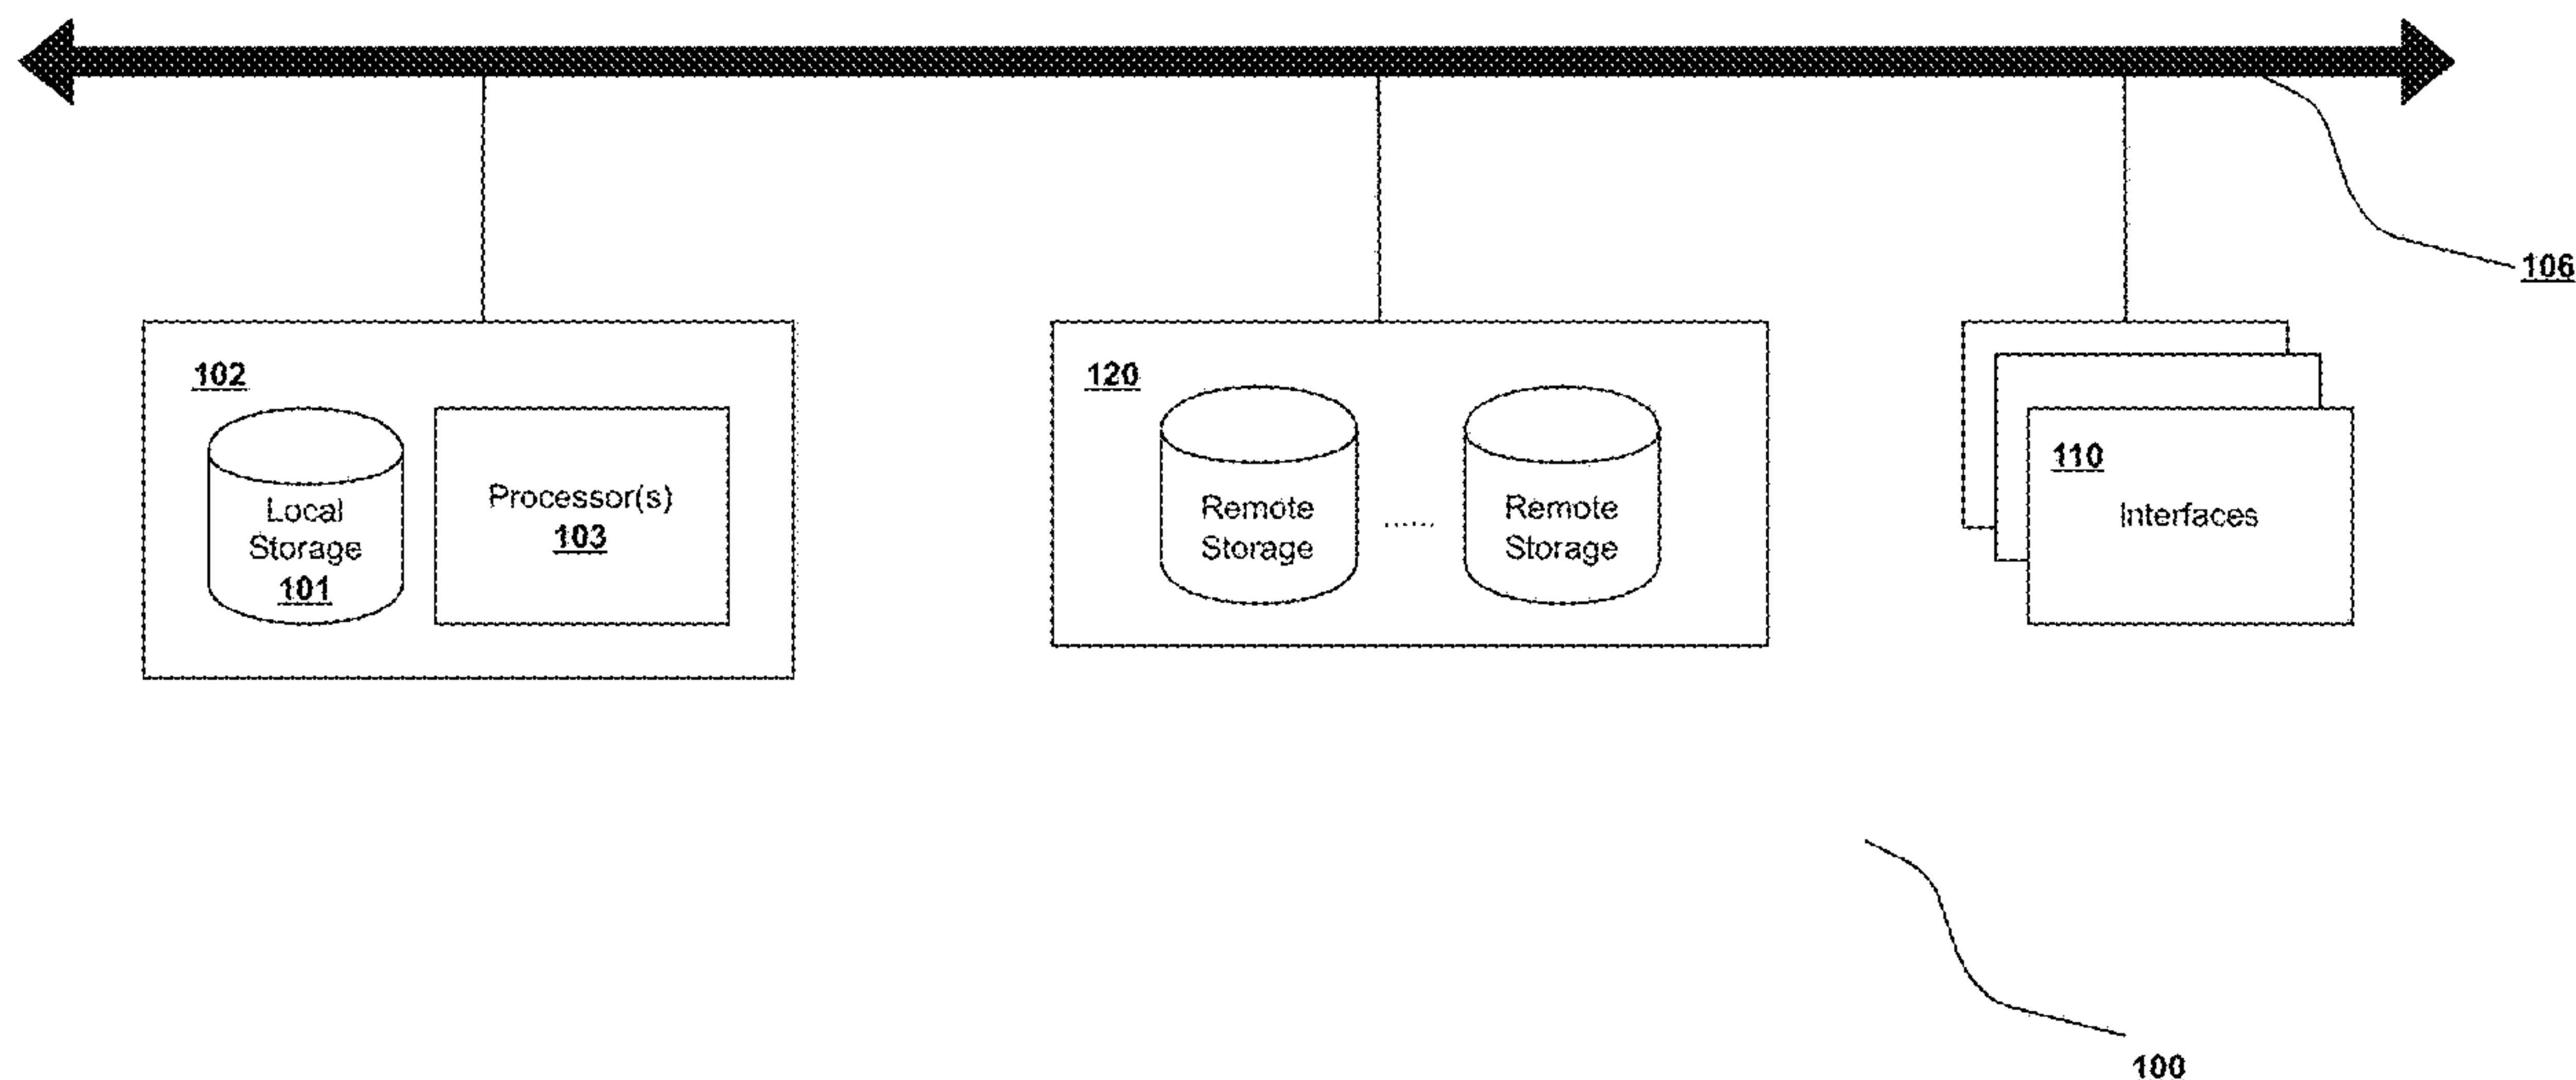 106
102
Local
Storage
101
Processor(s)
103
120
Remote
Storage
......
Remote
Storage
110
Interfaces
100